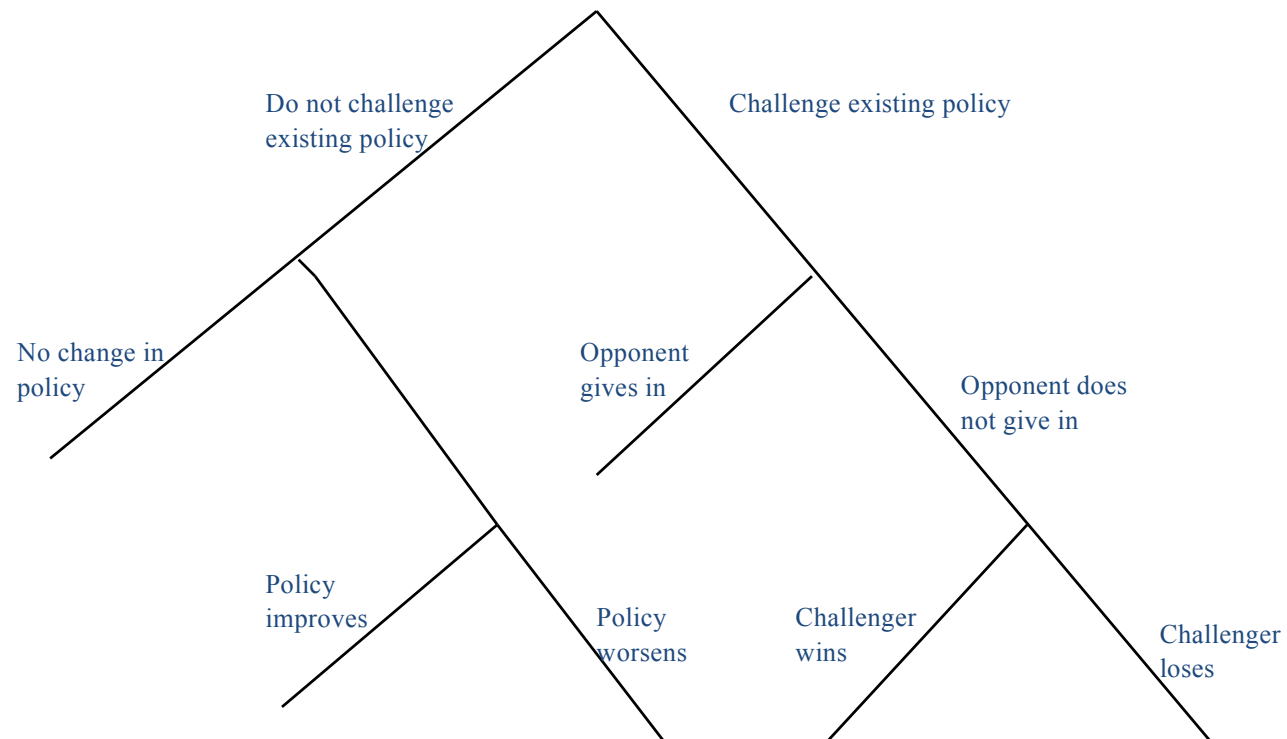 Do not challenge
existing policy
Challenge existing policy
No change in
policy
Opponent
gives in
Opponent does
not give in
Policy
improves
Policy
worsens
Challenger
wins
Challenger
loses